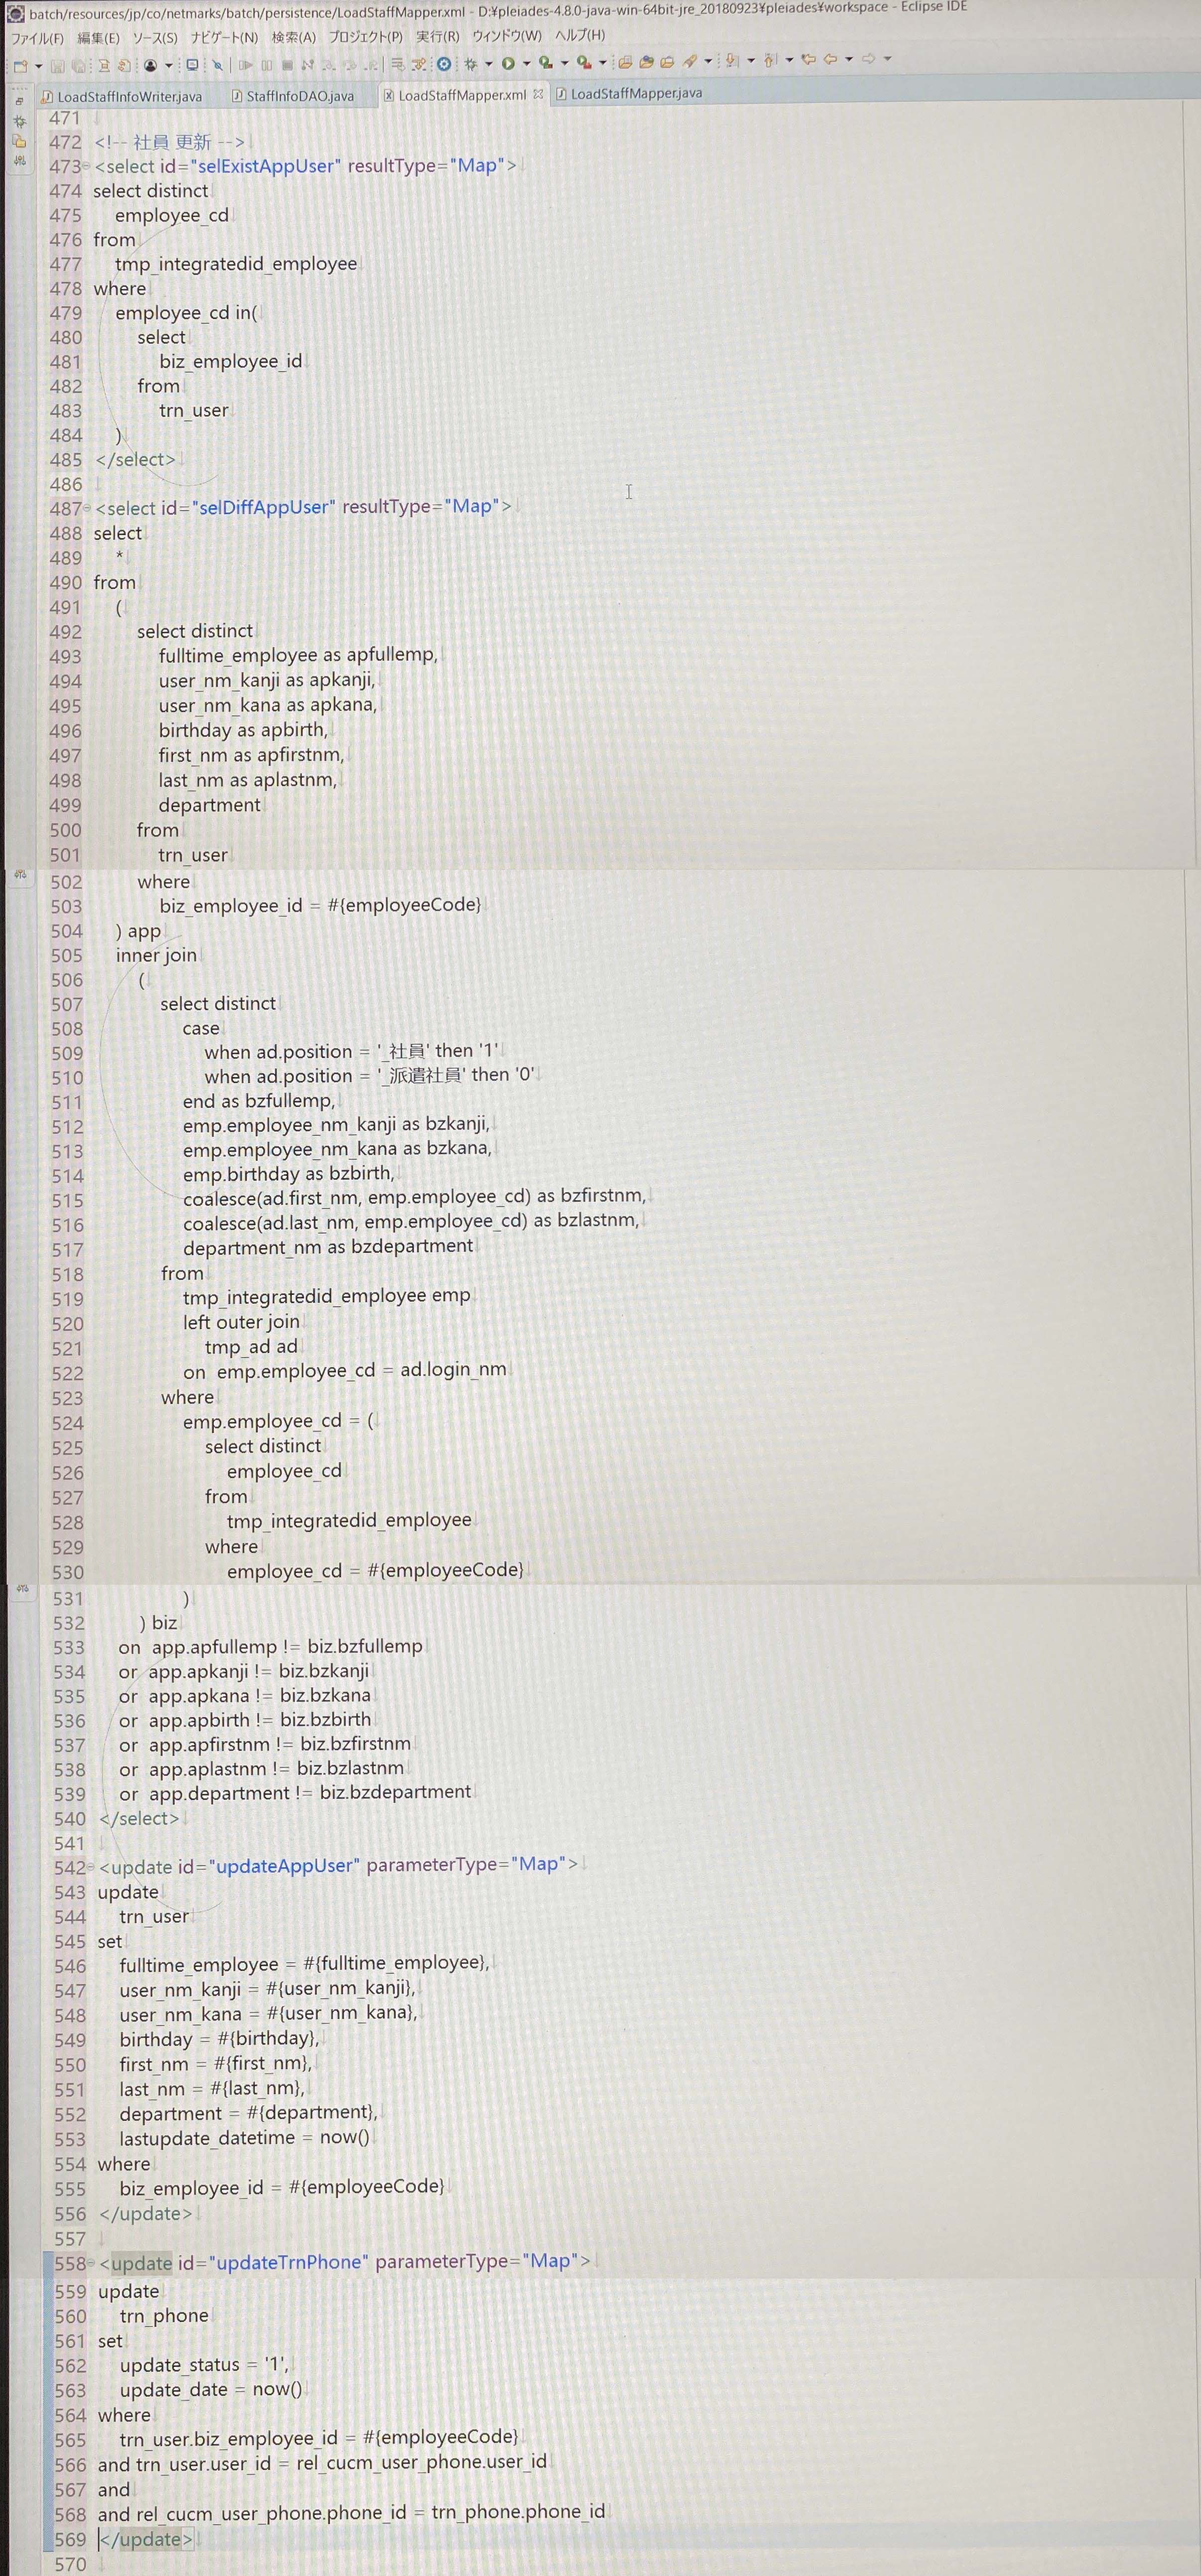 batch/resources/jp/co/netmarks/batch/persistence/LoadStaffMapper.xml - D:¥pleiades-4.8.0-java-win-64bit-jre_20180923¥pleiades¥workspace - Eclipse IDE
ファイル(F) 編集(E) ソース(S) ナビゲート(N) 検索(A) プロジェクト(P) 実行(R) ウィンドウ(W) ヘルプ(H)
LoadStaffInfoWriter.java StaffInfoDAO.java LoadStaffMapper.xml LoadStaffMapper.java
471
472 <!-- 社員 更新 -->
473 <select id="selExistAppUser" resultType="Map">
474 select distinct
475 employee_cd
476 from
477 tmp_integratedid_employee
478 where
479 employee_cd in(
480 select
481 biz_employee_id
482 from
483 trn_user
484 )
485 </select>
486
487 <select id="selDiffAppUser" resultType="Map">
488 select
489 *
490 from
491 (
492 select distinct
493 fulltime_employee as apfullemp,
494 user_nm_kanji as apkanji,
495 user_nm_kana as apkana,
496 birthday as apbirth,
497 first_nm as apfirstnm,
498 last_nm as aplastnm,
499 department
500 from
501 trn_user
502 where
503 biz_employee_id = #{employeeCode}
504 ) app
505 inner join
506 (
507 select distinct
508 case
509 when ad.position = '_社員' then '1'
510 when ad.position = '_派遣社員' then '0'
511 end as bzfullemp,
512 emp.employee_nm_kanji as bzkanji,
513 emp.employee_nm_kana as bzkana,
514 emp.birthday as bzbirth,
515 coalesce(ad.first_nm, emp.employee_cd) as bzfirstnm,
516 coalesce(ad.last_nm, emp.employee_cd) as bzlastnm,
517 department_nm as bzdepartment
518 from
519 tmp_integratedid_employee emp
520 left outer join
521 tmp_ad ad
522 on emp.employee_cd = ad.login_nm
523 where
524 emp.employee_cd = (
525 select distinct
526 employee_cd
527 from
528 tmp_integratedid_employee
529 where
530 employee_cd = #{employeeCode}
531 )
532 ) biz
533 on app.apfullemp != biz.bzfullemp
534 or app.apkanji != biz.bzkanji
535 or app.apkana != biz.bzkana
536 or app.apbirth != biz.bzbirth
537 or app.apfirstnm != biz.bzfirstnm
538 or app.aplastnm != biz.bzlastnm
539 or app.department != biz.bzdepartment
540 </select>
541
542 <update id="updateAppUser" parameterType="Map">
543 update
544 trn_user
545 set
546 fulltime_employee = #{fulltime_employee},
547 user_nm_kanji = #{user_nm_kanji},
548 user_nm_kana = #{user_nm_kana},
549 birthday = #{birthday},
550 first_nm = #{first_nm},
551 last_nm = #{last_nm},
552 department = #{department},
553 lastupdate_datetime = now()
554 where
555 biz_employee_id = #{employeeCode}
556 </update>
557
558 <update id="updateTrnPhone" parameterType="Map">
559 update
560 trn_phone
561 set
562 update_status = '1',
563 update_date = now()
564 where
565 trn_user.biz_employee_id = #{employeeCode}
566 and trn_user.user_id = rel_cucm_user_phone.user_id
567 and
568 and rel_cucm_user_phone.phone_id = trn_phone.phone_id
569 </update>
570